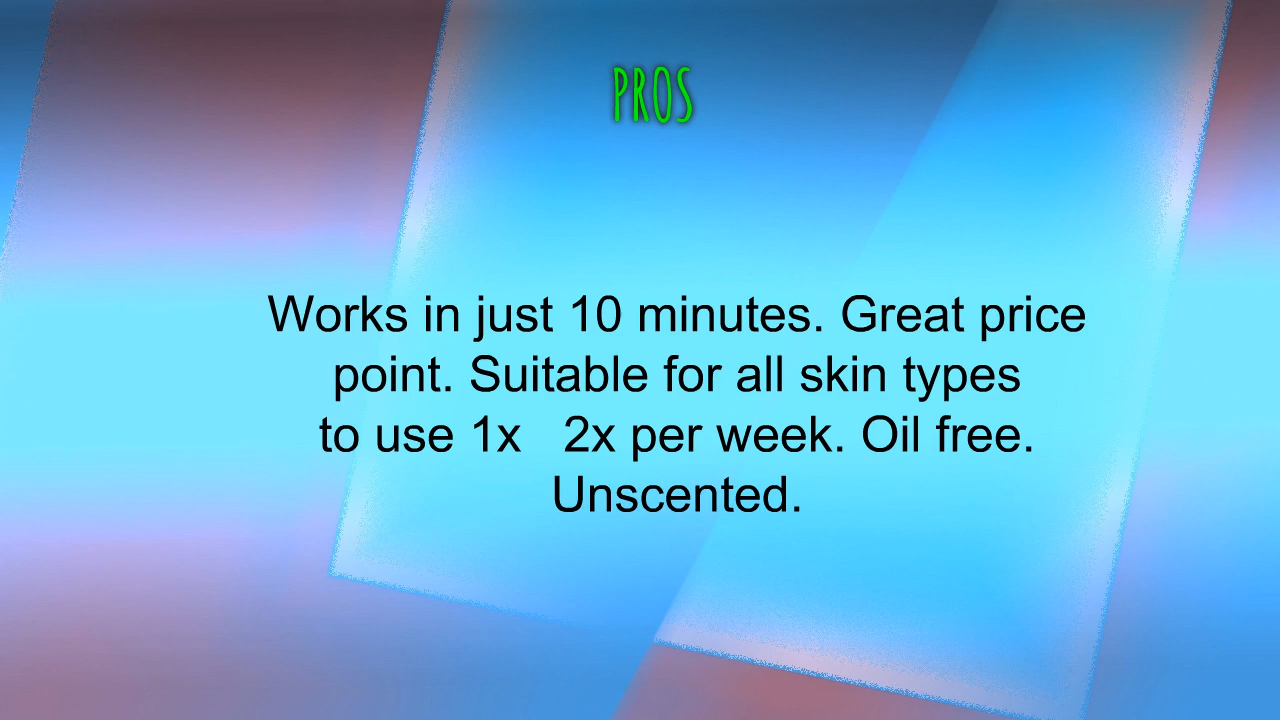 PROS
Works in just 10 minutes. Great price
point. Suitable for all skin types
to use 1x   2x per week. Oil free.
Unscented.